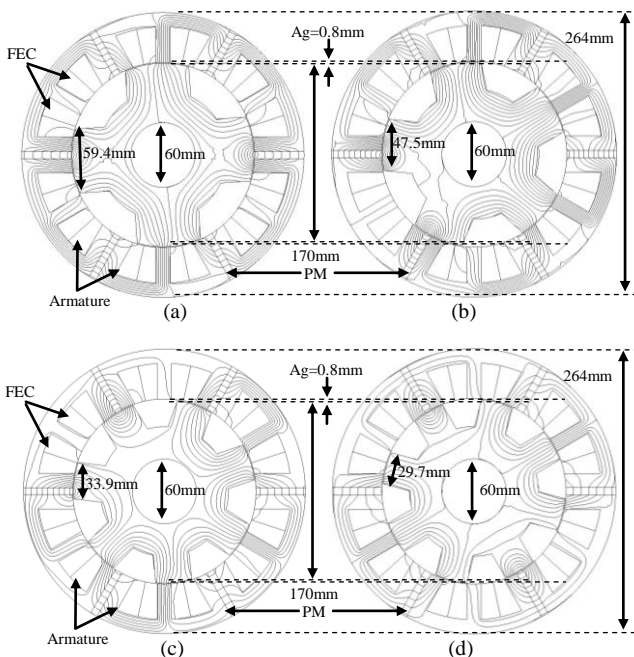 Ag=0.8mm
264mm
FEC
59.4mm
60mm
47.5mm
60mm
170mm
PM
Armature
(a)
(b)
Ag=0.8mm
264mm
FEC
33.9mm
60mm
29.7mm
60mm
170mm
PM
Armature
(c)
(d)